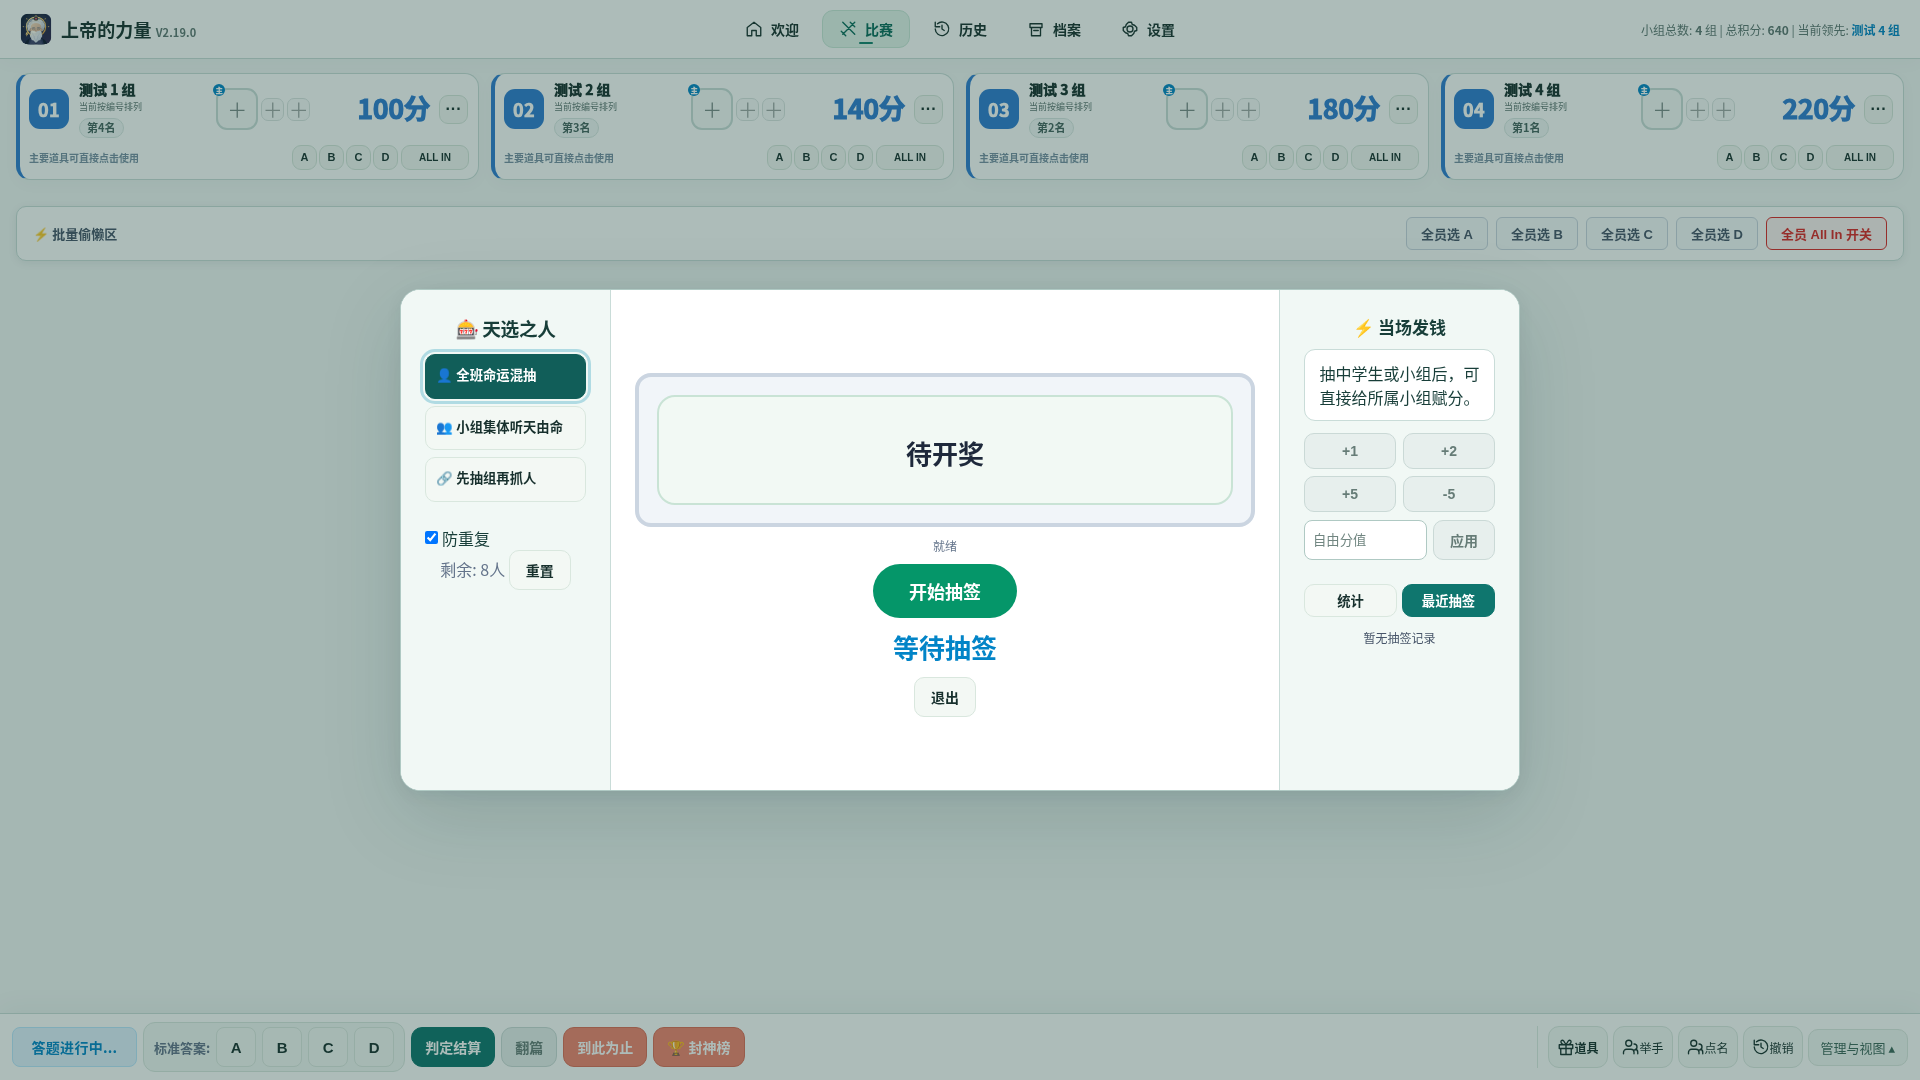 上帝的力量 V2.19.0
欢迎
比赛
历史
档案
设置
小组总数: 4 组 | 总积分: 640 | 当前领先: 测试 4 组
01
测试 1 组
当前按编号排列
第4名
主
100分
...
主要道具可直接点击使用
A
B
C
D
ALL IN
02
测试 2 组
当前按编号排列
第3名
主
140分
...
主要道具可直接点击使用
A
B
C
D
ALL IN
03
测试 3 组
当前按编号排列
第2名
主
180分
...
主要道具可直接点击使用
A
B
C
D
ALL IN
04
测试 4 组
当前按编号排列
第1名
主
220分
...
主要道具可直接点击使用
A
B
C
D
ALL IN
⚡ 批量偷懒区
全员选 A
全员选 B
全员选 C
全员选 D
全员 All In 开关
🎰 天选之人
👤 全班命运混抽
👥 小组集体听天由命
🔗 先抽组再抓人
防重复
剩余: 8人
重置
待开奖
就绪
开始抽签
等待抽签
退出
⚡ 当场发钱
抽中学生或小组后，可
直接给所属小组赋分。
+1
+2
+5
-5
自由分值
应用
统计
最近抽签
暂无抽签记录
答题进行中...
标准答案:
A
B
C
D
判定结算
翻篇
到此为止
🏆 封神榜
道具
举手
点名
撤销
管理与视图 ▴